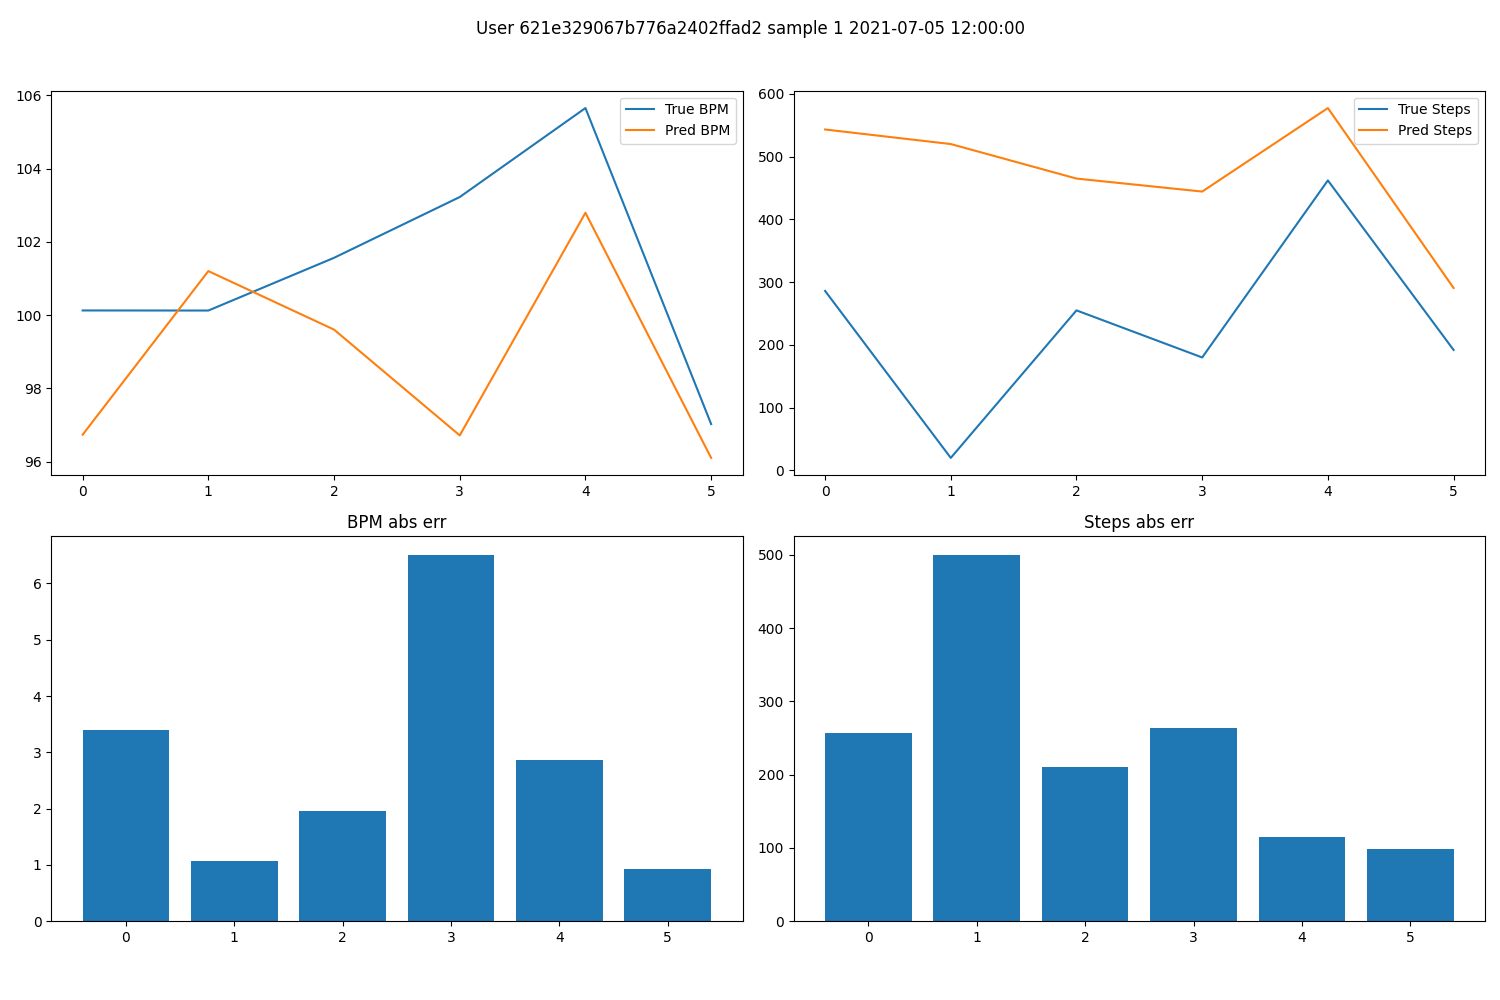 User 621e329067b776a2402ffad2 sample 1 2021-07-05 12:00:00
106
104
102
100
98
96
0 1 2 3 4 5
True BPM
Pred BPM
600
500
400
300
200
100
0
0 1 2 3 4 5
True Steps
Pred Steps
BPM abs err
6
5
4
3
2
1
0
0 1 2 3 4 5
Steps abs err
500
400
300
200
100
0
0 1 2 3 4 5